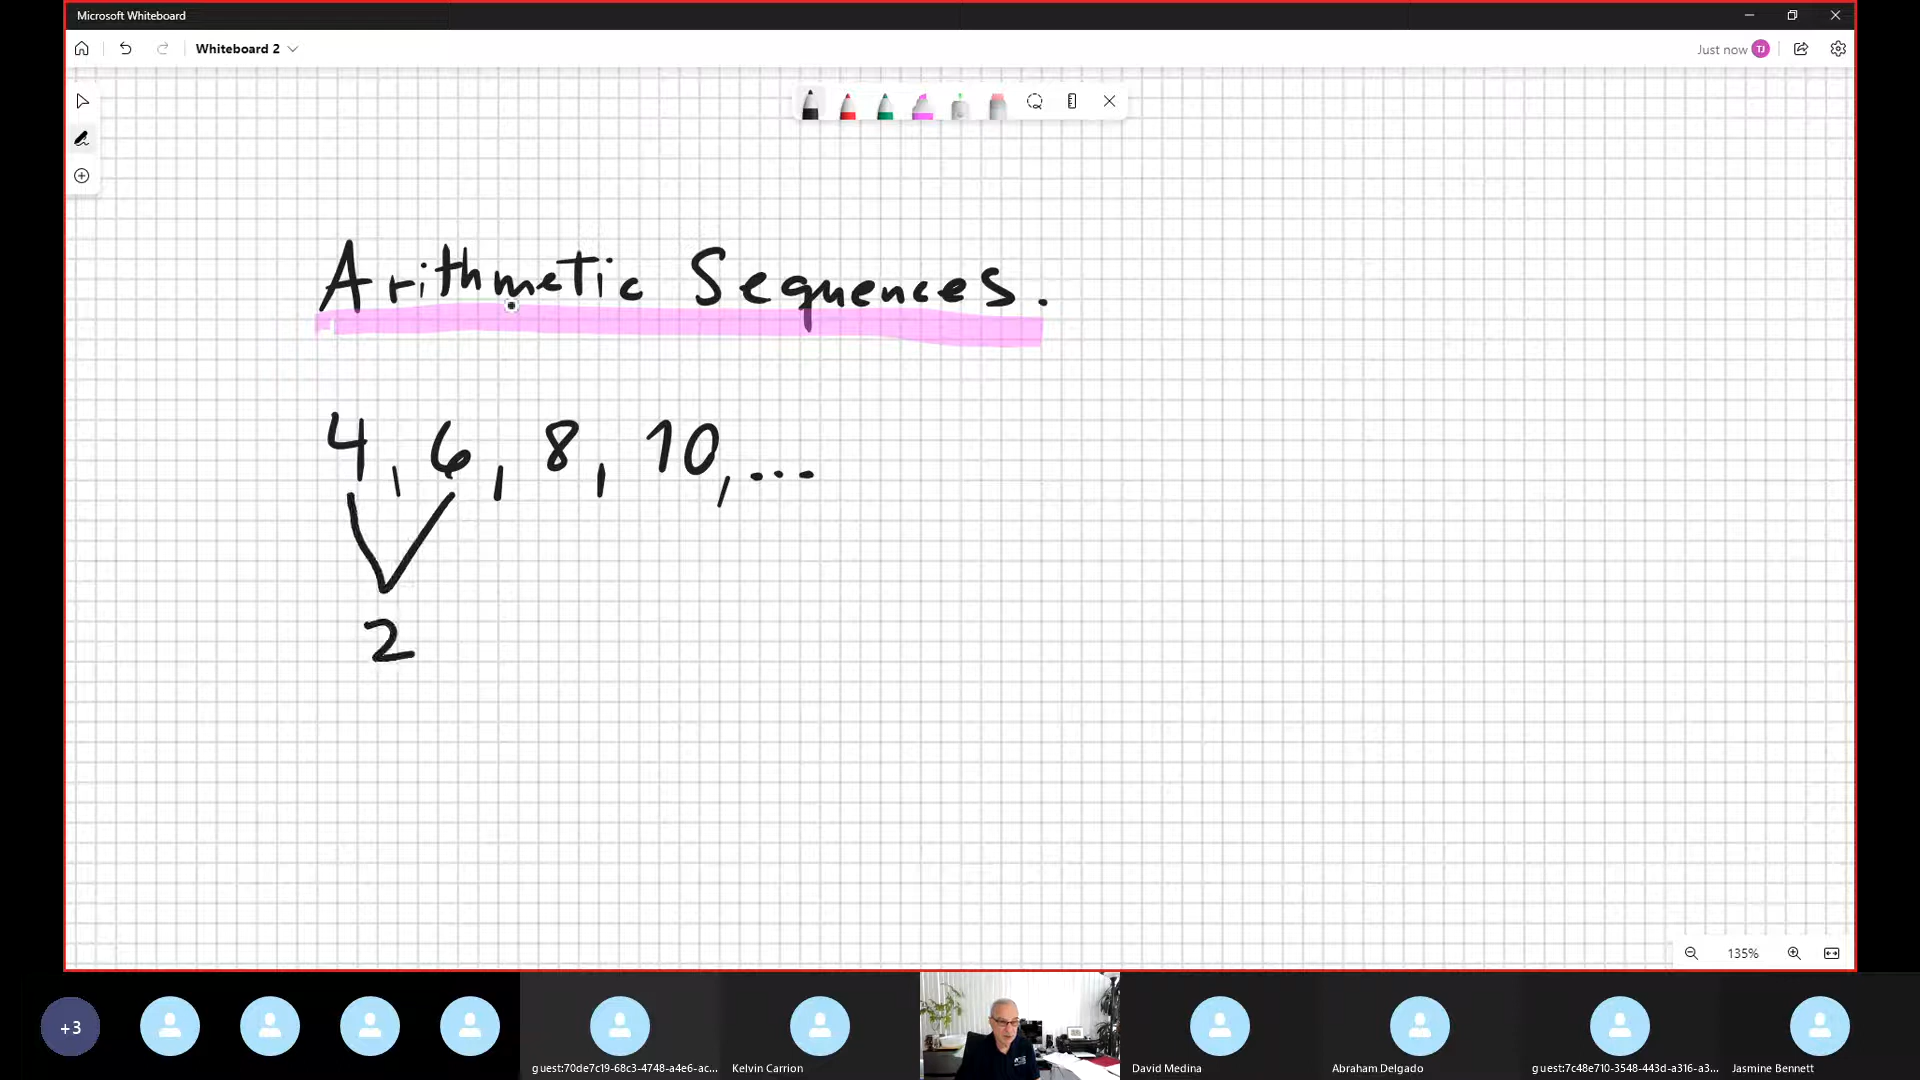 Microsoft Whiteboard
Whiteboard 2
Just now TJ
Arithmetic Sequences.
4, 6, 8, 10, ...
2
135%
+3
guest:70de7c19-68c3-4748-a4e6-ac...
Kelvin Carrion
David Medina
Abraham Delgado
guest:7c48e710-3548-443d-a316-a3...
Jasmine Bennett